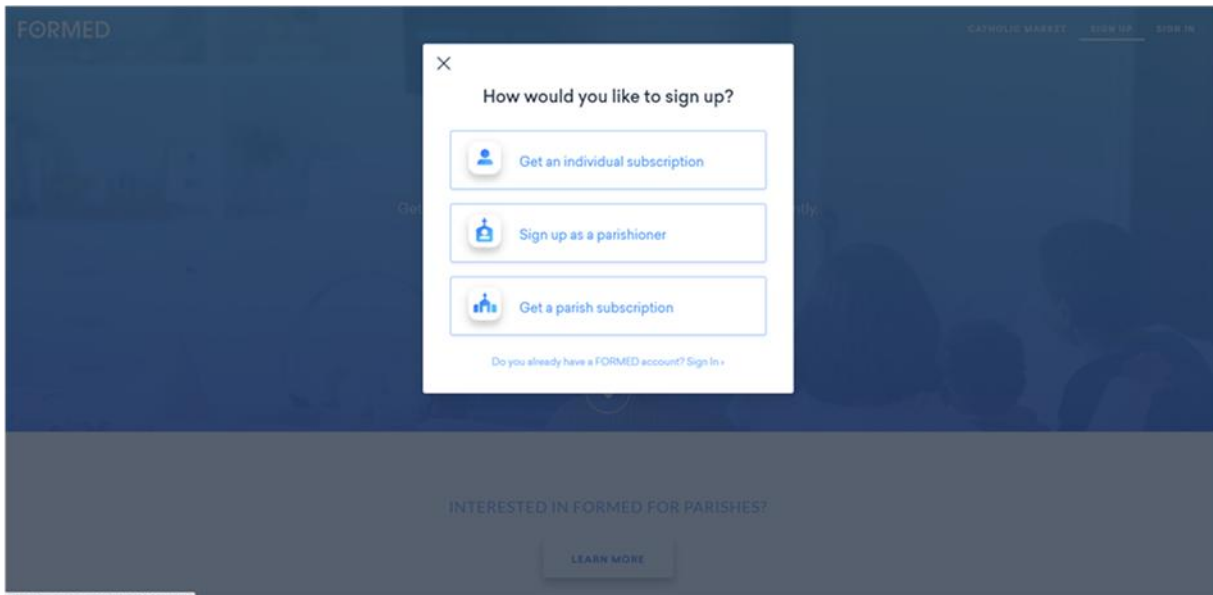 FORMED
CATHOLIC MARKET SIGN UP SIGN IN
How would you like to sign up?
Get an individual subscription
Sign up as a parishioner
Get a parish subscription
Do you already have a FORMED account? Sign In ›
INTERESTED IN FORMED FOR PARISHES?
LEARN MORE